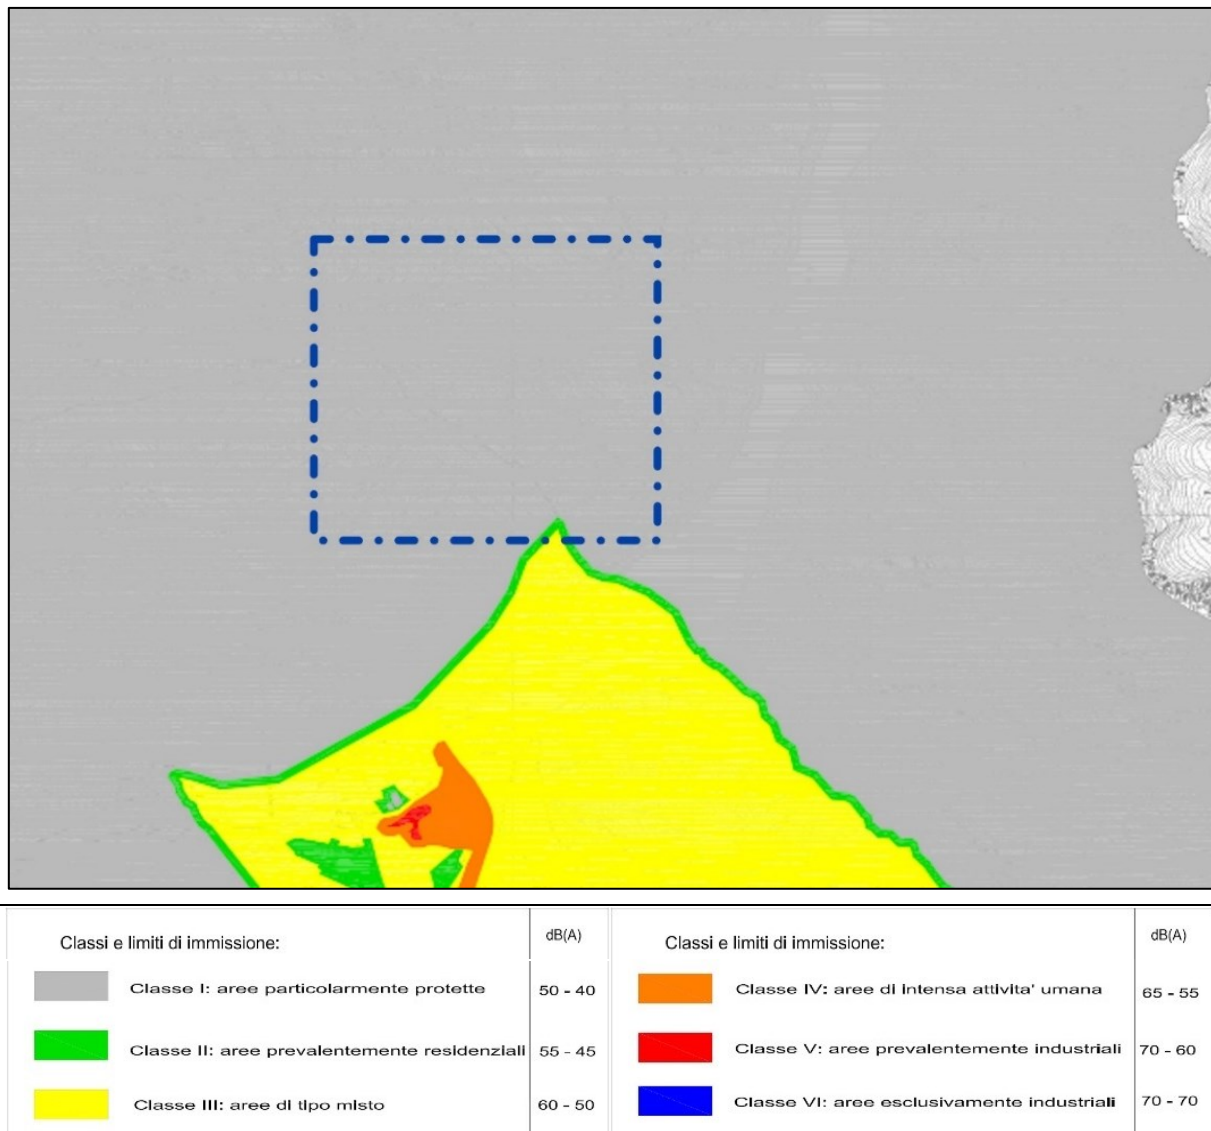 Classi e limiti di immissione:
dB(A)
Classe I: aree particolarmente protette
50 - 40
Classe II: aree prevalentemente residenziali
55 - 45
Classe III: aree di tipo misto
60 - 50
Classi e limiti di immissione:
dB(A)
Classe IV: aree di intensa attivita' umana
65 - 55
Classe V: aree prevalentemente industriali
70 - 60
Classe VI: aree esclusivamente industriali
70 - 70